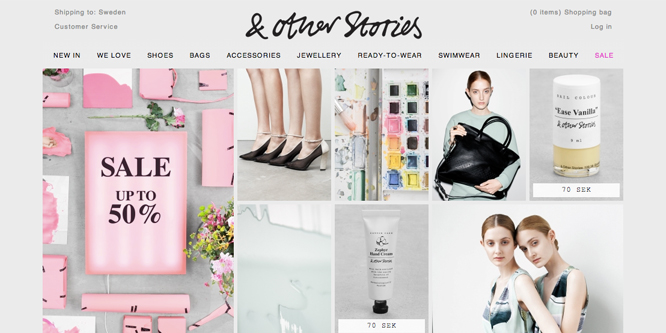 Shipping to: Sweden
Customer Service
& other Stories
(0 items) Shopping bag
Log in
NEW IN WE LOVE SHOES BAGS ACCESSORIES JEWELLERY READY-TO-WEAR SWIMWEAR LINGERIE BEAUTY SALE
SALE
UP TO
50%
NAIL COLOUR
"Ease Vanilla"
& other Stories
70 SEK
Zephyr
Hand Cream
& other Stories
70 SEK